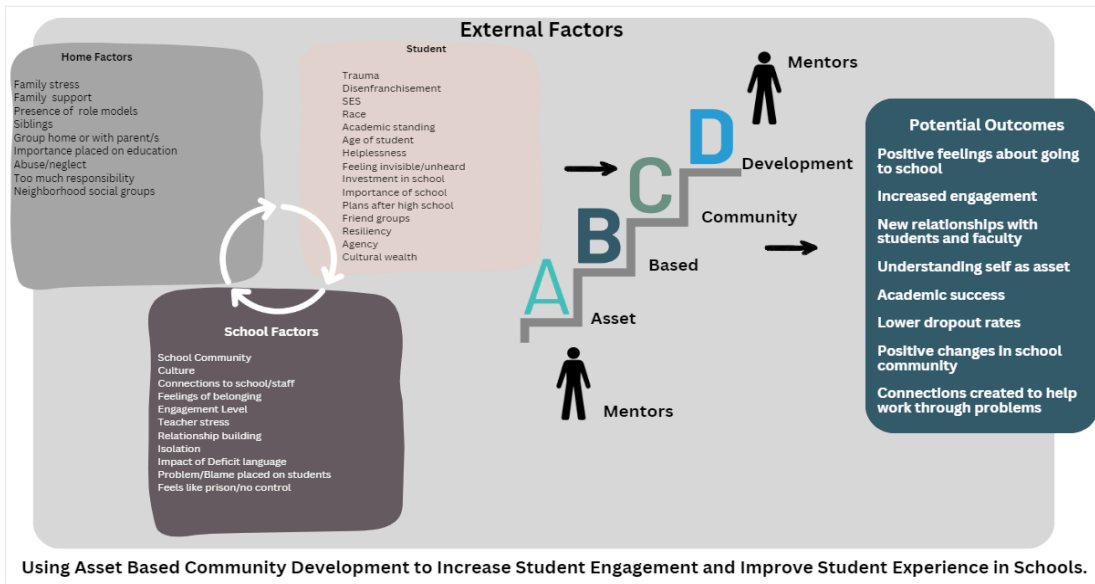 External Factors
Home Factors
Family stress
Family support
Presence of role models
Siblings
Group home or with parent/s
Importance placed on education
Abuse/neglect
Too much responsibility
Neighborhood social groups
Student
Trauma
Disenfranchisement
SES
Race
Academic standing
Age of student
Helplessness
Feeling invisible/unheard
Investment in school
Importance of school
Plans after high school
Friend groups
Resiliency
Agency
Cultural wealth
School Factors
School Community
Culture
Connections to school/staff
Feelings of belonging
Engagement Level
Teacher stress
Relationship building
Isolation
Impact of Deficit language
Problem/Blame placed on students
Feels like prison/no control
Mentors
D
Development
C
Community
B
Based
A
Asset
Mentors
Potential Outcomes
Positive feelings about going
to school
Increased engagement
New relationships with
students and faculty
Understanding self as asset
Academic success
Lower dropout rates
Positive changes in school
community
Connections created to help
work through problems
Using Asset Based Community Development to Increase Student Engagement and Improve Student Experience in Schools.